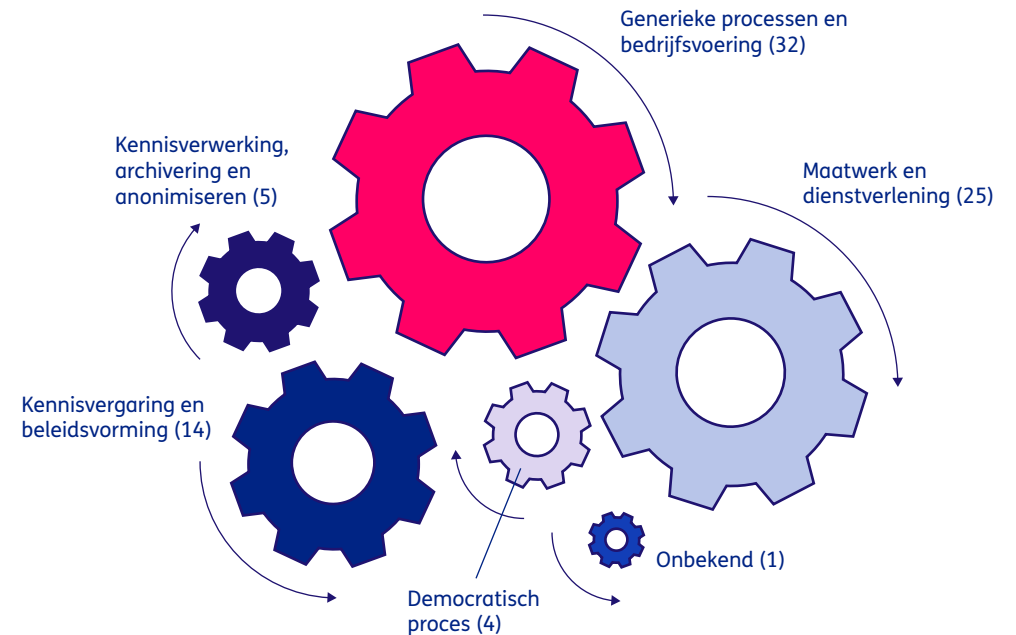 Generieke processen en
bedrijfsvoering (32)
Kennisverwerking,
archivering en
anonimiseren (5)
Maatwerk en
dienstverlening (25)
Kennisvergaring en
beleidsvorming (14)
Onbekend (1)
Democratisch
proces (4)